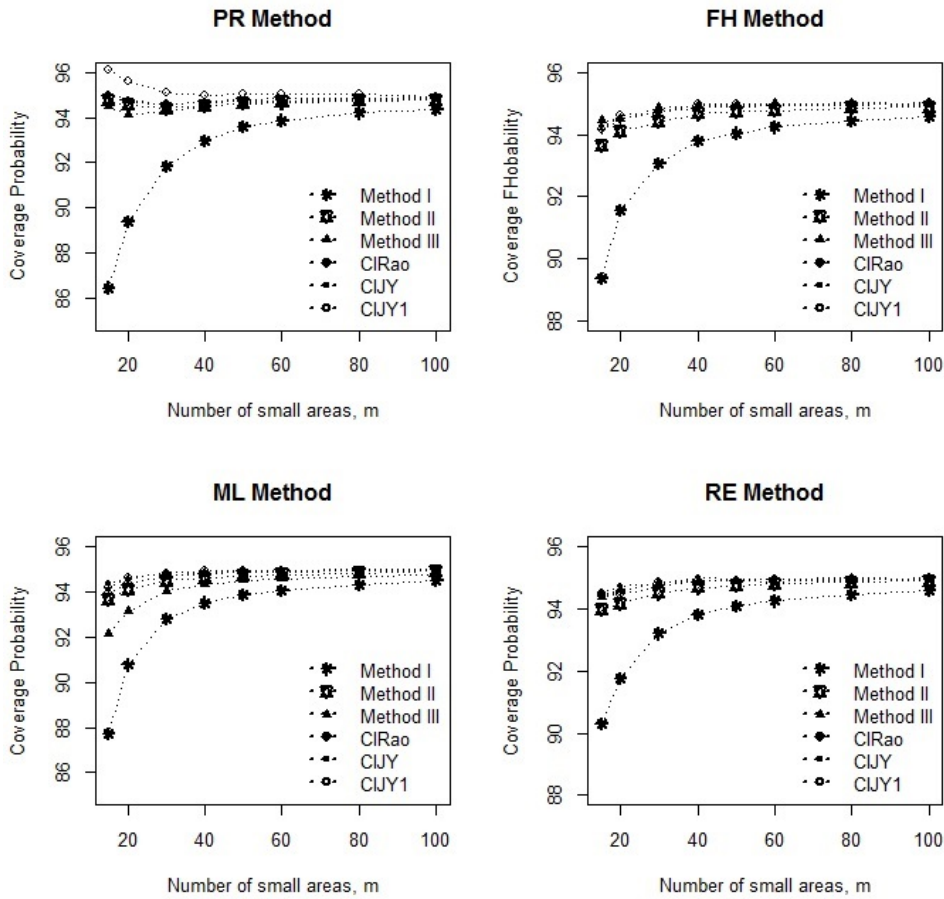 PR Method
Coverage Probability
96
94
92
90
88
86
20 40 60 80 100
Number of small areas, m
Method I
Method II
Method III
CIRao
CIJY
CIJY1
FH Method
Coverage FHobability
96
94
92
90
88
20 40 60 80 100
Number of small areas, m
Method I
Method II
Method III
CIRao
CIJY
CIJY1
ML Method
Coverage Probability
96
94
92
90
88
86
20 40 60 80 100
Number of small areas, m
Method I
Method II
Method III
CIRao
CIJY
CIJY1
RE Method
Coverage Probability
96
94
92
90
88
20 40 60 80 100
Number of small areas, m
Method I
Method II
Method III
CIRao
CIJY
CIJY1